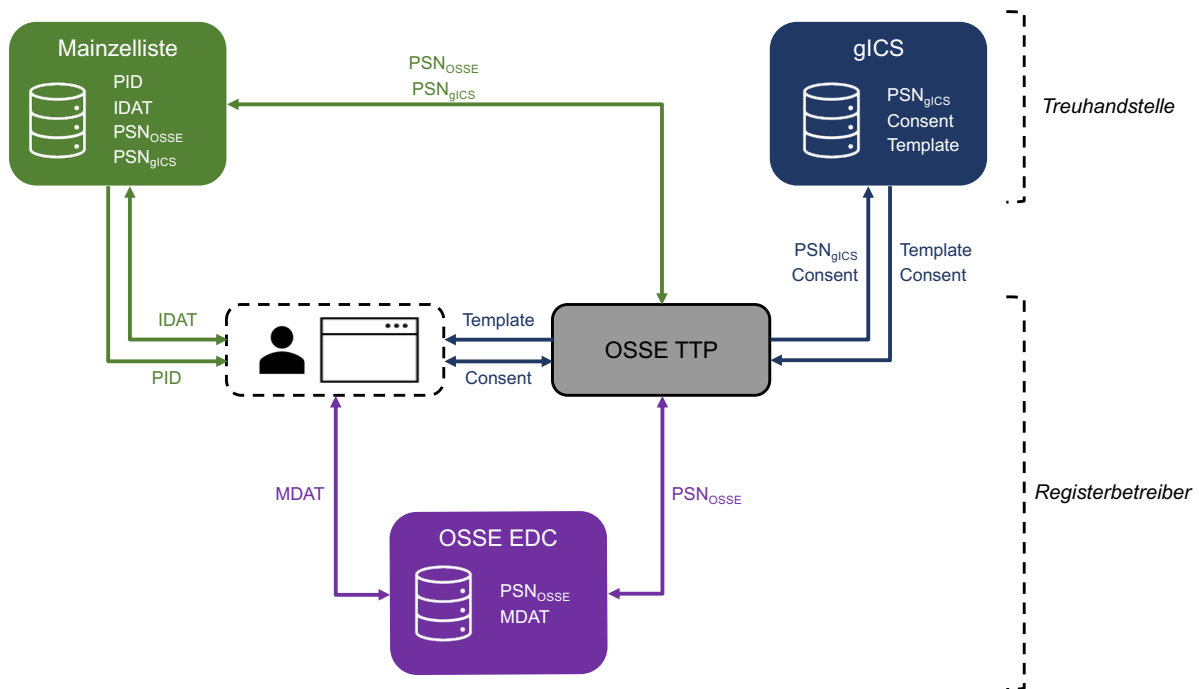 Mainzelliste
PID
IDAT
PSNOSSE
PSNgICS
PSNOSSE
PSNgICS
gICS
PSNgICS
Consent
Template
Treuhandstelle
PSNgICS
Consent
Template
Consent
IDAT
PID
Template
Consent
OSSE TTP
MDAT
PSNOSSE
Registerbetreiber
OSSE EDC
PSNOSSE
MDAT